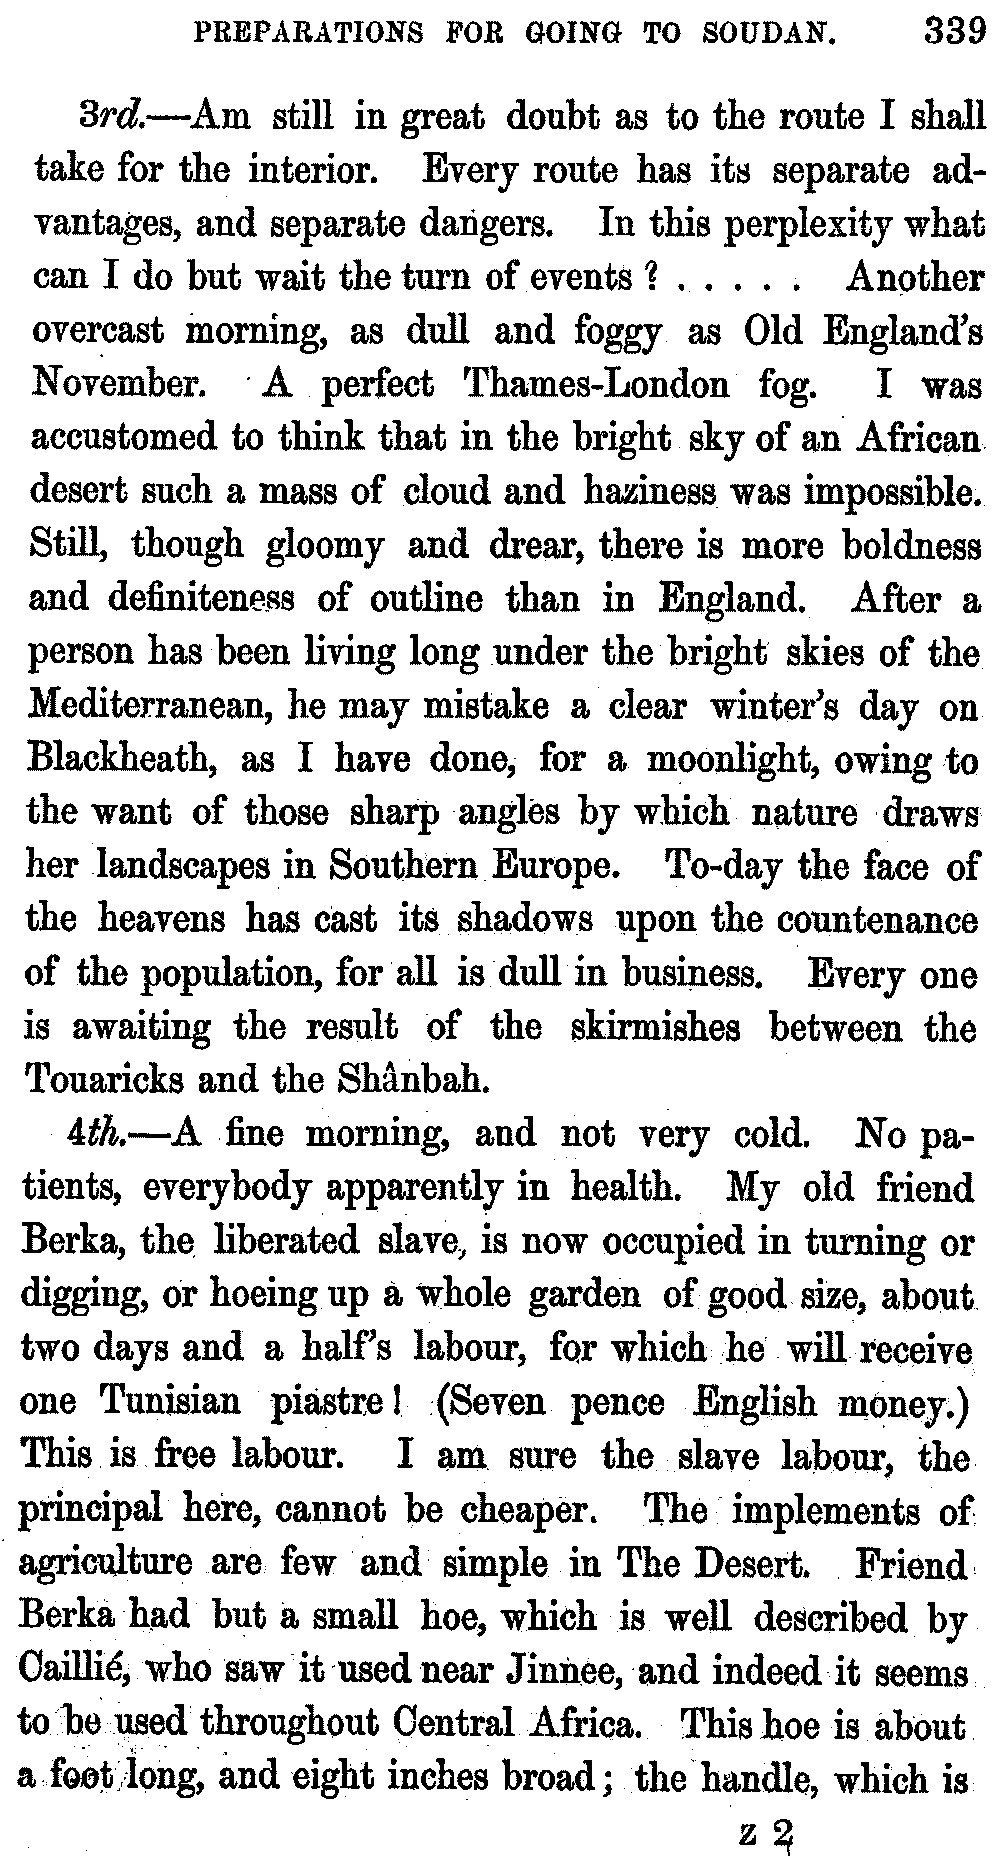 PREPARATIONS FOR GOING TO SOUDAN. 339
3rd.—Am still in great doubt as to the route I shall
take for the interior. Every route has its separate ad-
vantages, and separate dangers. In this perplexity what
can I do but wait the turn of events ? . . . . . Another
overcast morning, as dull and foggy as Old England's
November. A perfect Thames-London fog. I was
accustomed to think that in the bright sky of an African
desert such a mass of cloud and haziness was impossible.
Still, though gloomy and drear, there is more boldness
and definiteness of outline than in England. After a
person has been living long under the bright skies of the
Mediterranean, he may mistake a clear winter's day on
Blackheath, as I have done, for a moonlight, owing to
the want of those sharp angles by which nature draws
her landscapes in Southern Europe. To-day the face of
the heavens has cast its shadows upon the countenance
of the population, for all is dull in business. Every one
is awaiting the result of the skirmishes between the
Touaricks and the Shânbah.
4th.—A fine morning, and not very cold. No pa-
tients, everybody apparently in health. My old friend
Berka, the liberated slave, is now occupied in turning or
digging, or hoeing up a whole garden of good size, about
two days and a half's labour, for which he will receive
one Tunisian piastre! (Seven pence English money.)
This is free labour. I am sure the slave labour, the
principal here, cannot be cheaper. The implements of
agriculture are few and simple in The Desert. Friend
Berka had but a small hoe, which is well described by
Caillié, who saw it used near Jinnee, and indeed it seems
to be used throughout Central Africa. This hoe is about
a foot long, and eight inches broad; the handle, which is
z 2